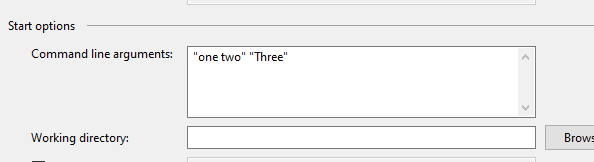 Start options
Command line arguments:
"one two" "Three"
Working directory:
Brows